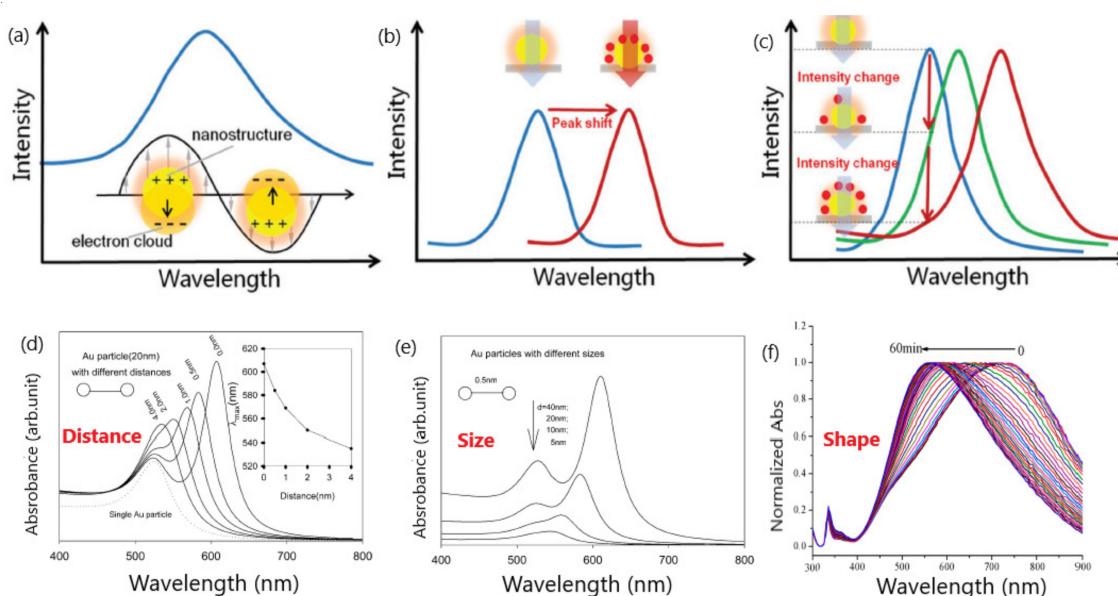 (a)
Intensity
nanostructure
+++
---
---
+++
electron cloud
Wavelength
(b)
Intensity
Peak shift
Wavelength
(c)
Intensity
Intensity change
Intensity change
Wavelength
(d)
Absrobance (arb.unit)
Au particle(20nm)
with different distances
Distance
4.0nm
2.0nm
1.0nm
0.5nm
0.0nm
Single Au particle
λmax(nm)
620
600
580
560
540
520
0 1 2 3 4
Distance(nm)
400 500 600 700 800
Wavelength (nm)
(e)
Absrobance (arb.unit)
Au particles with different sizes
0.5nm
d=40nm;
20nm;
10nm;
5nm
Size
400 500 600 700 800
Wavelength (nm)
(f)
Normalized Abs
1.2
1.0
0.8
0.6
0.4
0.2
0.0
60min 0
Shape
300 400 500 600 700 800 900
Wavelength (nm)